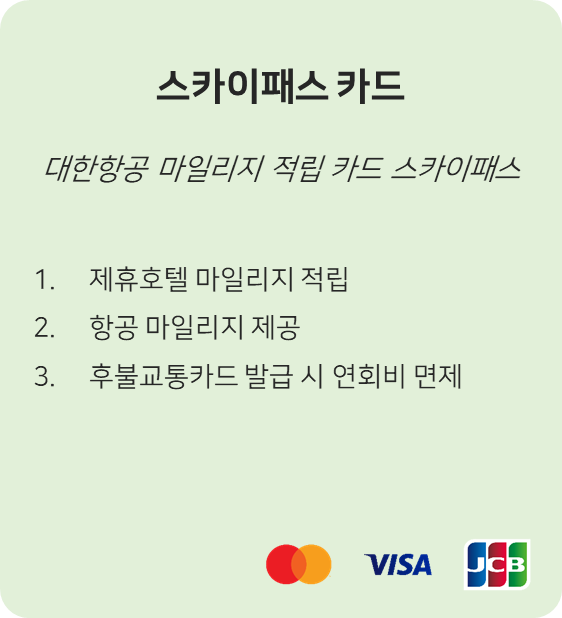 스카이패스 카드
대한항공 마일리지 적립 카드 스카이패스
1. 제휴호텔 마일리지 적립
2. 항공 마일리지 제공
3. 후불교통카드 발급 시 연회비 면제
VISA JCB